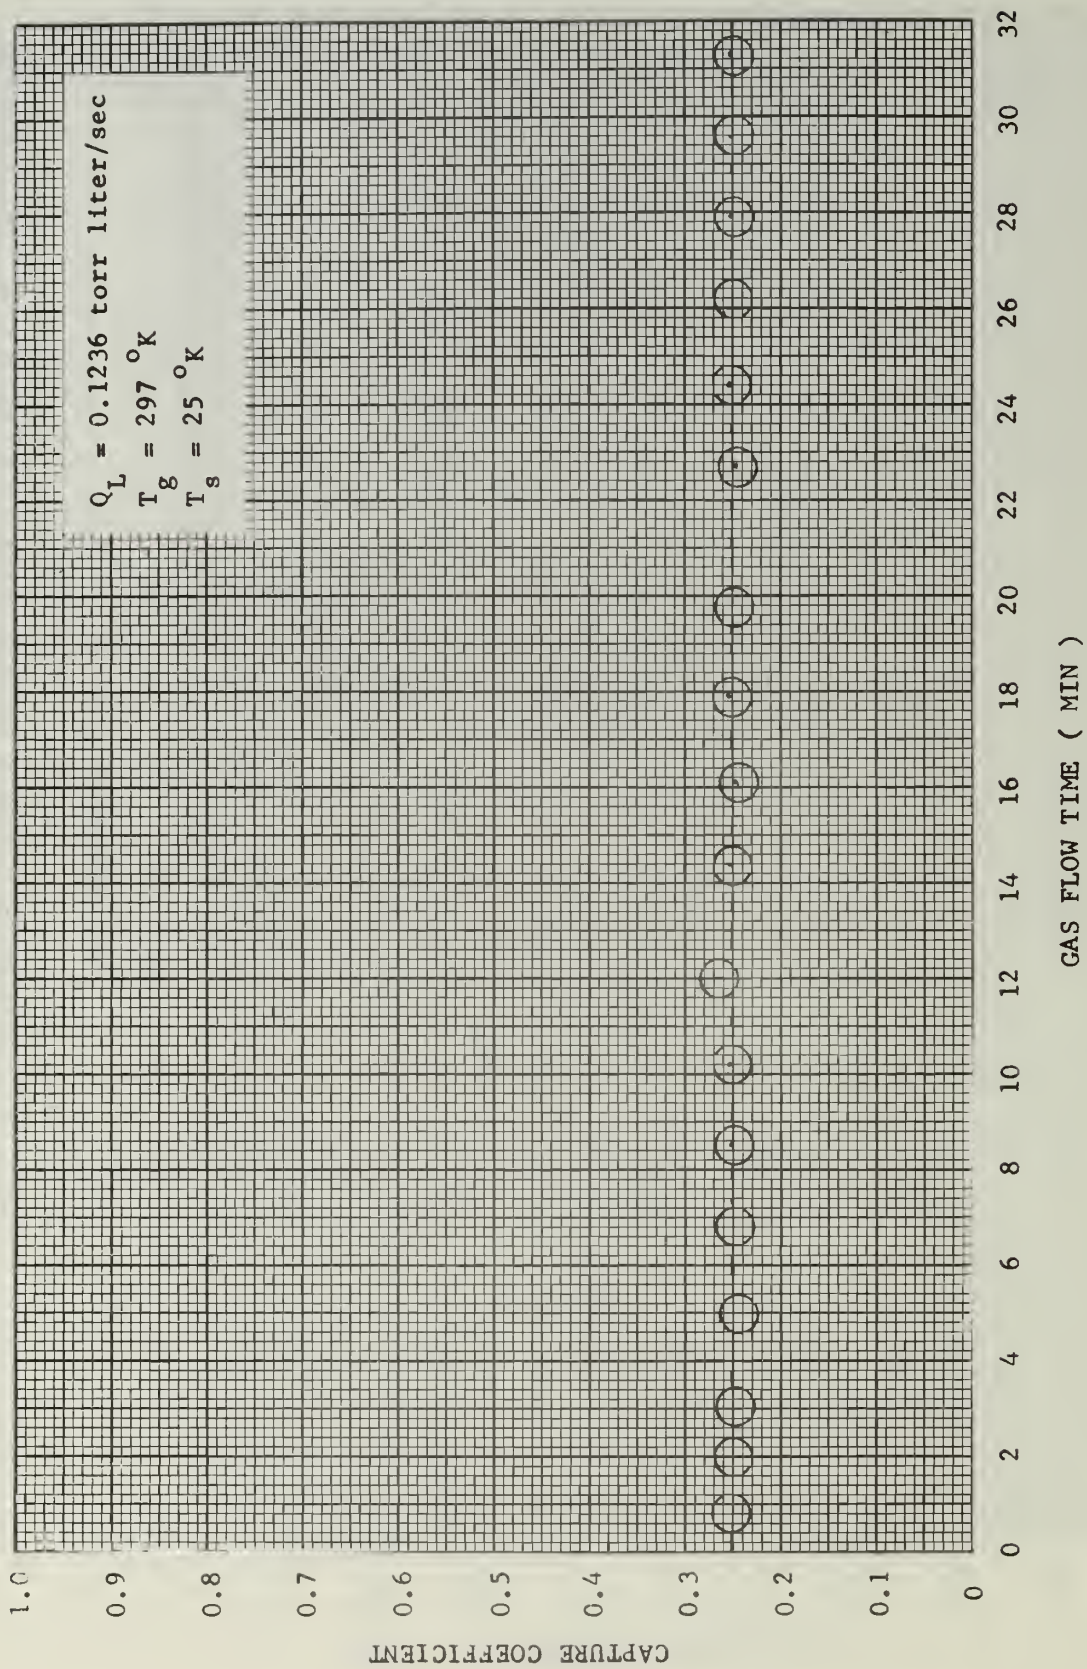 CAPTURE COEFFICIENT
1.0
0.9
0.8
0.7
0.6
0.5
0.4
0.3
0.2
0.1
0
Q_L = 0.1236 torr liter/sec
T_g = 297 °K
T_s = 25 °K
0 2 4 6 8 10 12 14 16 18 20 22 24 26 28 30 32
GAS FLOW TIME ( MIN )